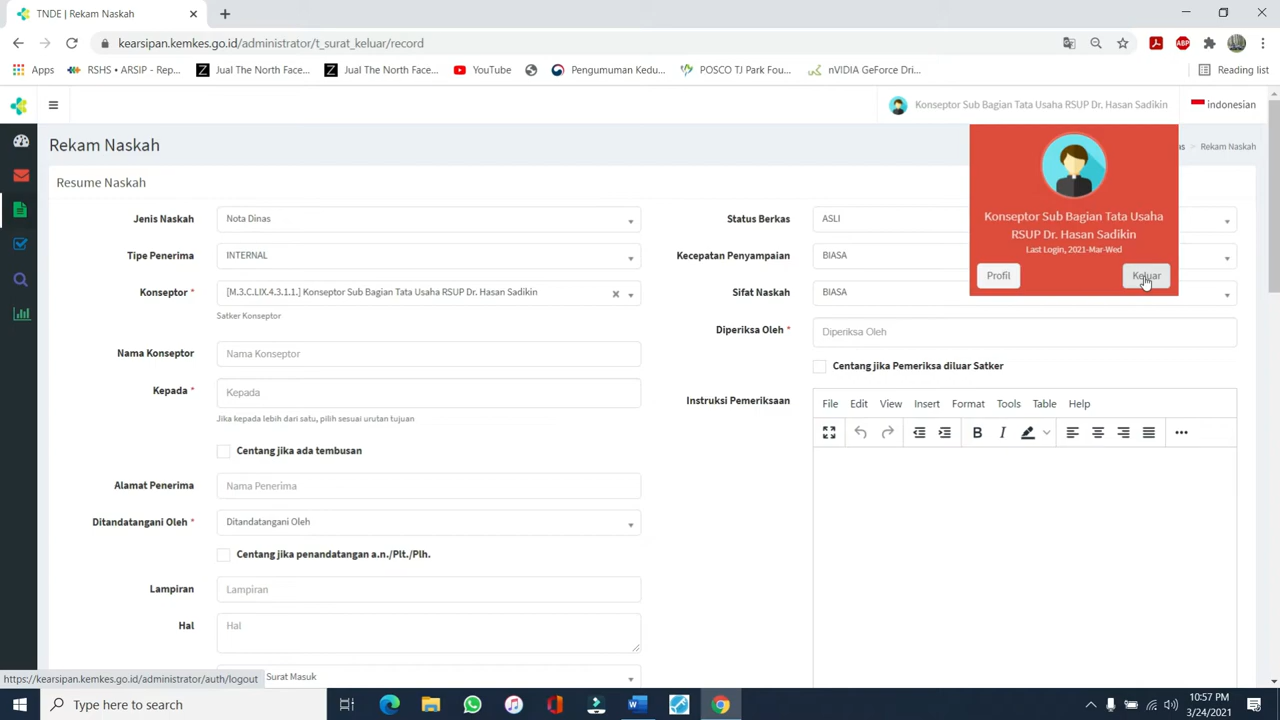 TNDE | Rekam Naskah
kearsipan.kemkes.go.id/administrator/t_surat_keluar/record
Apps RSHS ▸ ARSIP - Rep... Jual The North Face... Jual The North Face... YouTube Pengumuman Kedu... POSCO TJ Park Fou... nVIDIA GeForce Dri... Reading list
Konseptor Sub Bagian Tata Usaha RSUP Dr. Hasan Sadikin indonesian
Rekam Naskah
as > Rekam Naskah
Konseptor Sub Bagian Tata Usaha
RSUP Dr. Hasan Sadikin
Last Login, 2021-Mar-Wed
Profil Keluar
Resume Naskah
Jenis Naskah Nota Dinas
Tipe Penerima INTERNAL
Konseptor * [M.3.C.LIX.4.3.1.1.] Konseptor Sub Bagian Tata Usaha RSUP Dr. Hasan Sadikin
Satker Konseptor
Nama Konseptor Nama Konseptor
Kepada * Kepada
Jika kepada lebih dari satu, pilih sesuai urutan tujuan
Centang jika ada tembusan
Alamat Penerima Nama Penerima
Ditandatangani Oleh * Ditandatangani Oleh
Centang jika penandatangan a.n./Plt./Plh.
Lampiran Lampiran
Hal Hal
Surat Masuk
Status Berkas ASLI
Kecepatan Penyampaian BIASA
Sifat Naskah BIASA
Diperiksa Oleh * Diperiksa Oleh
Centang jika Pemeriksa diluar Satker
Instruksi Pemeriksaan
File Edit View Insert Format Tools Table Help
B I
https://kearsipan.kemkes.go.id/administrator/auth/logout
Type here to search
10:57 PM
3/24/2021